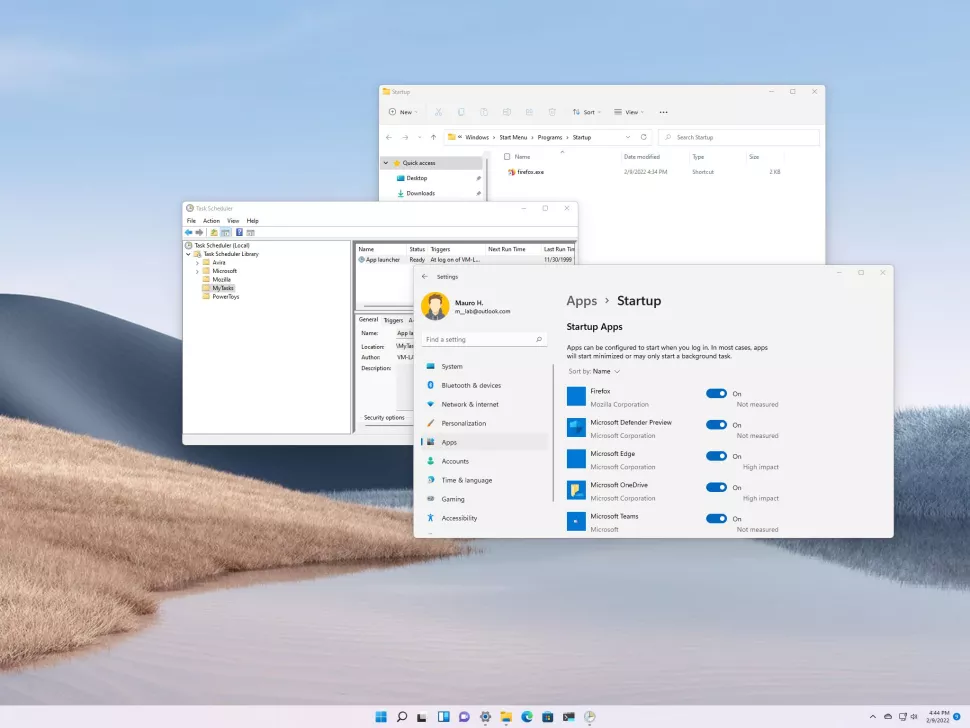 Startup
New
Sort
View
Windows > Start Menu > Programs > Startup
Search Startup
Quick access
Desktop
Downloads
Name
Date modified
Type
Size
firefox.exe
2/9/2022 4:34 PM
Shortcut
2 KB
Task Scheduler
File Action View Help
Task Scheduler (Local)
Task Scheduler Library
Avira
Microsoft
Mozilla
MyTasks
PowerToys
Name Status Triggers Next Run Time Last Run Tim
App launcher Ready At log on of VM-L... 11/30/1999
General Triggers A
Name: App la
Location: \MyTas
Author: VM-LA
Description:
Security options
Settings
Mauro H.
m_lab@outlook.com
Find a setting
System
Bluetooth & devices
Network & internet
Personalization
Apps
Accounts
Time & language
Gaming
Accessibility
Apps > Startup
Startup Apps
Apps can be configured to start when you log in. In most cases, apps
will start minimized or may only start a background task.
Sort by: Name
Firefox
Mozilla Corporation
On
Not measured
Microsoft Defender Preview
Microsoft Corporation
On
Not measured
Microsoft Edge
Microsoft Corporation
On
High impact
Microsoft OneDrive
Microsoft Corporation
On
High impact
Microsoft Teams
Microsoft
On
Not measured
4:44 PM
2/9/2022